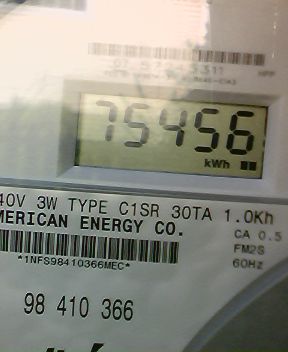 75456
kWh
40V 3W TYPE C1SR 30TA 1.0Kh
MERICAN ENERGY CO.
CA 0.5
FM2S
60Hz
*1NFS98410366MEC*
98 410 366